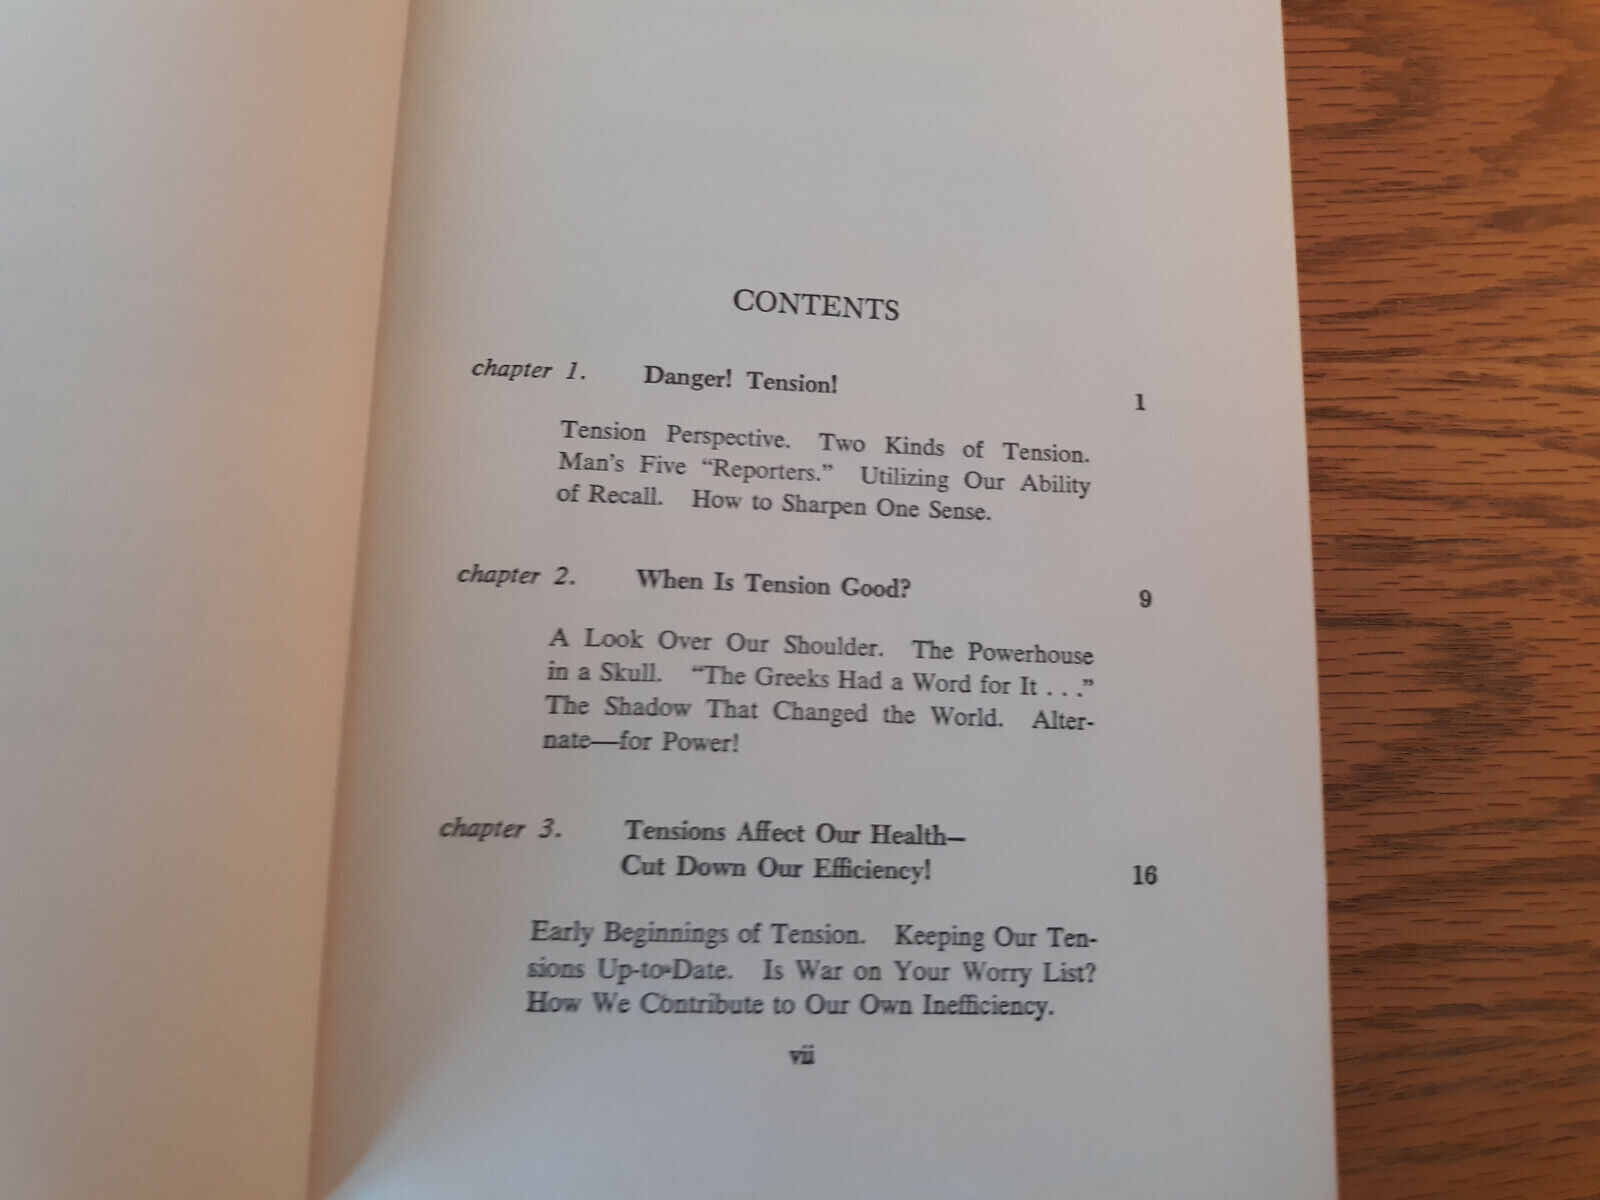 CONTENTS
chapter 1. Danger! Tension! 1
Tension Perspective. Two Kinds of Tension.
Man's Five “Reporters.” Utilizing Our Ability
of Recall. How to Sharpen One Sense.
chapter 2. When Is Tension Good? 9
A Look Over Our Shoulder. The Powerhouse
in a Skull. “The Greeks Had a Word for It . . .”
The Shadow That Changed the World. Alter-
nate—for Power!
chapter 3. Tensions Affect Our Health—
Cut Down Our Efficiency! 16
Early Beginnings of Tension. Keeping Our Ten-
sions Up-to-Date. Is War on Your Worry List?
How We Contribute to Our Own Inefficiency.
vii